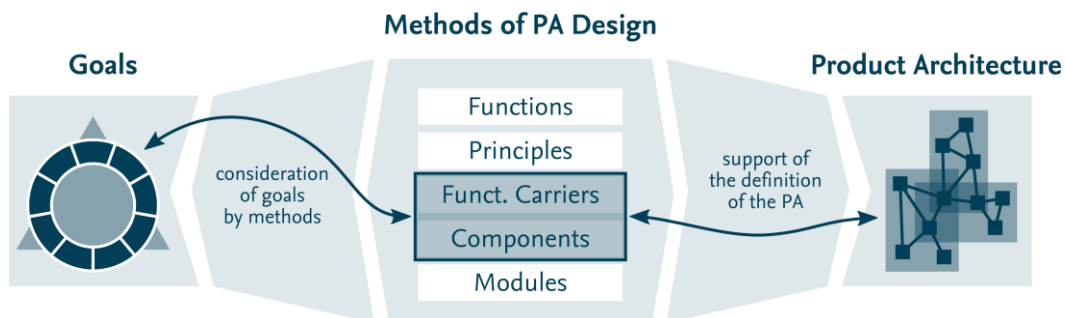 Methods of PA Design
Goals
Product Architecture
Functions
Principles
Funct. Carriers
Components
Modules
consideration
of goals
by methods
support of
the definition
of the PA